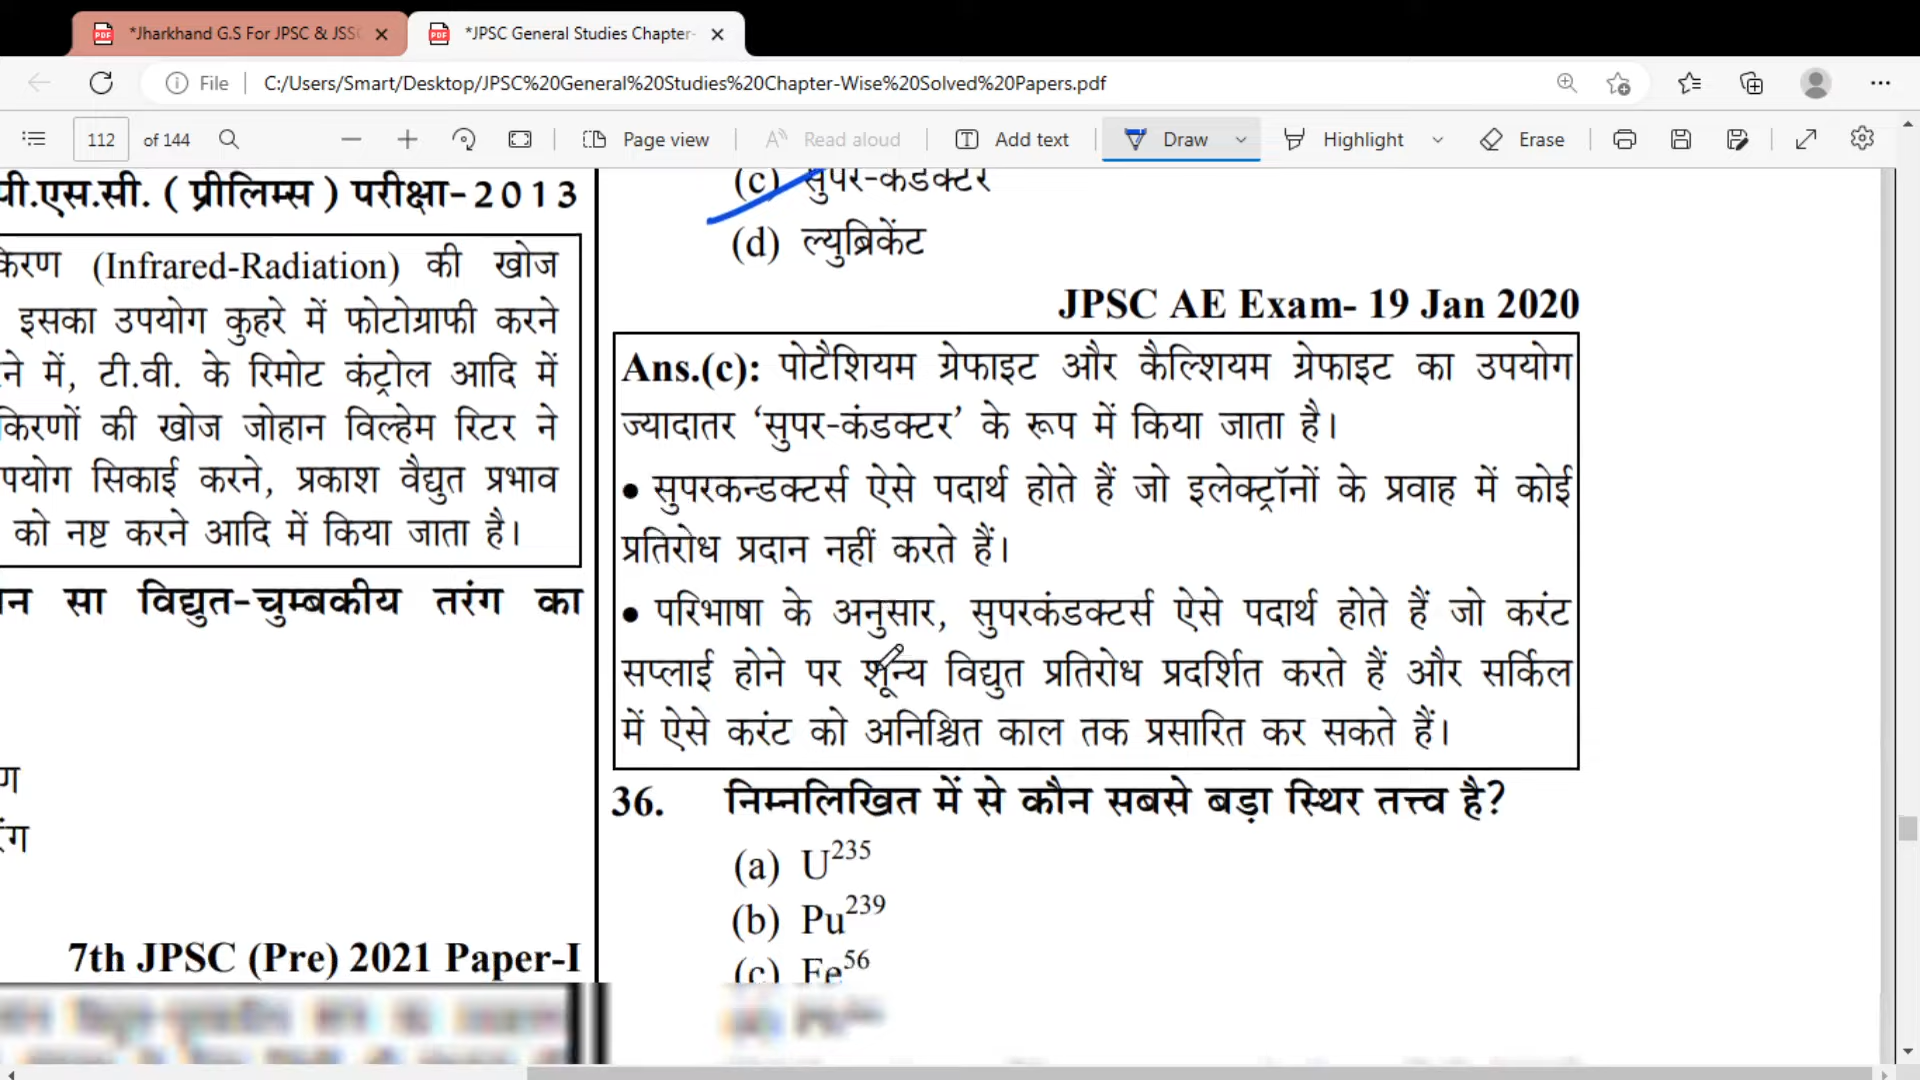 *Jharkhand G.S For JPSC & JSSC
*JPSC General Studies Chapter-
File
C:/Users/Smart/Desktop/JPSC%20General%20Studies%20Chapter-Wise%20Solved%20Papers.pdf
112 of 144
Page view
Read aloud
Add text
Draw
Highlight
Erase
पी.एस.सी. ( प्रीलिम्स ) परीक्षा-2013
किरण (Infrared-Radiation) की खोज
इसका उपयोग कुहरे में फोटोग्राफी करने
ने में, टी.वी. के रिमोट कंट्रोल आदि में
किरणों की खोज जोहान विल्हेम रिटर ने
पयोग सिकाई करने, प्रकाश वैद्युत प्रभाव
को नष्ट करने आदि में किया जाता है।
न सा विद्युत-चुम्बकीय तरंग का
ण
रंग
7th JPSC (Pre) 2021 Paper-I
(c) सुपर-कंडक्टर
(d) ल्युब्रिकेंट
JPSC AE Exam- 19 Jan 2020
Ans.(c): पोटैशियम ग्रेफाइट और कैल्शियम ग्रेफाइट का उपयोग
ज्यादातर ‘सुपर-कंडक्टर’ के रूप में किया जाता है।
• सुपरकन्डक्टर्स ऐसे पदार्थ होते हैं जो इलेक्ट्रॉनों के प्रवाह में कोई
प्रतिरोध प्रदान नहीं करते हैं।
• परिभाषा के अनुसार, सुपरकंडक्टर्स ऐसे पदार्थ होते हैं जो करंट
सप्लाई होने पर शून्य विद्युत प्रतिरोध प्रदर्शित करते हैं और सर्किल
में ऐसे करंट को अनिश्चित काल तक प्रसारित कर सकते हैं।
36. निम्नलिखित में से कौन सबसे बड़ा स्थिर तत्त्व है?
(a) U235
(b) Pu239
(c) Fe56